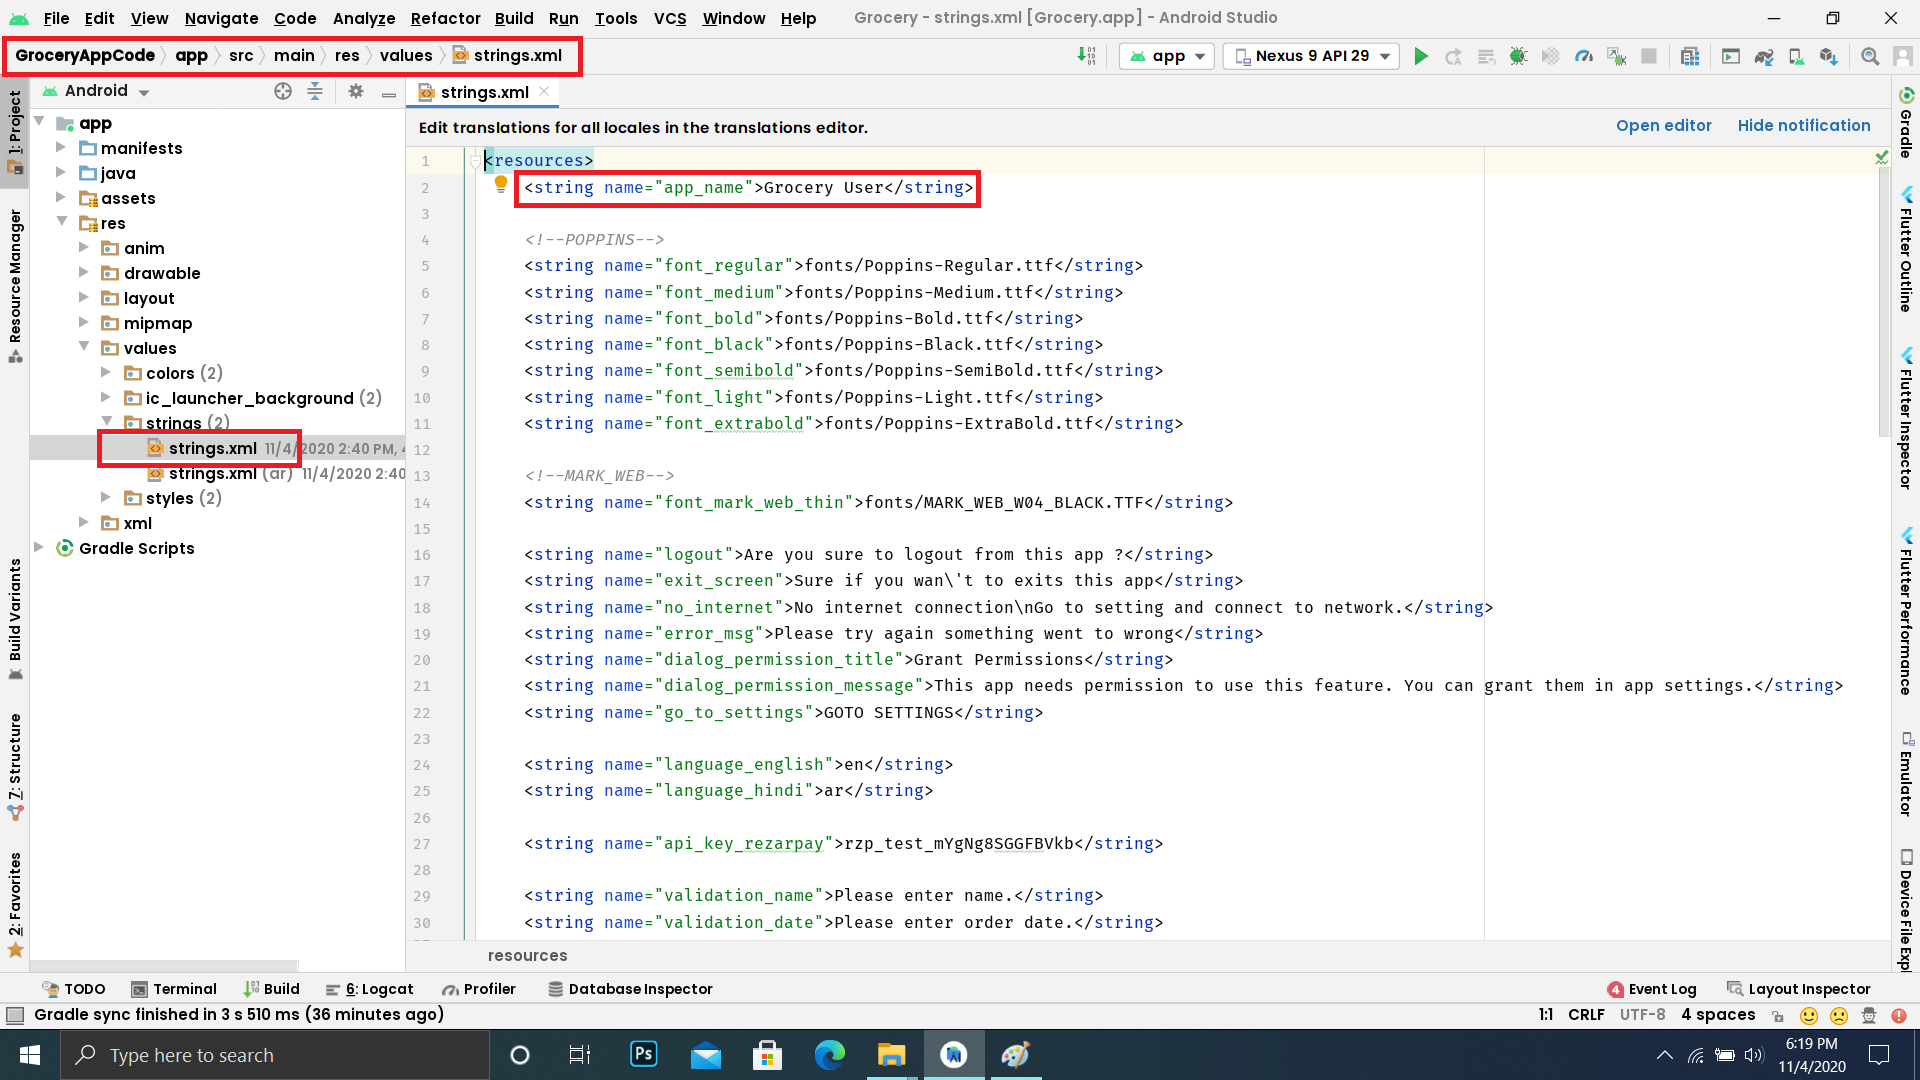 File Edit View Navigate Code Analyze Refactor Build Run Tools VCS Window Help Grocery - strings.xml [Grocery.app] - Android Studio
GroceryAppCode app src main res values strings.xml app Nexus 9 API 29
Android
strings.xml
Edit translations for all locales in the translations editor. Open editor Hide notification
app
manifests
java
assets
res
anim
drawable
layout
mipmap
values
colors (2)
ic_launcher_background (2)
strings (2)
strings.xml 11/4/2020 2:40 PM, 4
strings.xml (ar) 11/4/2020 2:40
styles (2)
xml
Gradle Scripts
1: Project
Resource Manager
Build Variants
7: Structure
2: Favorites
1 <resources>
2 <string name="app_name">Grocery User</string>
3
4 <!--POPPINS-->
5 <string name="font_regular">fonts/Poppins-Regular.ttf</string>
6 <string name="font_medium">fonts/Poppins-Medium.ttf</string>
7 <string name="font_bold">fonts/Poppins-Bold.ttf</string>
8 <string name="font_black">fonts/Poppins-Black.ttf</string>
9 <string name="font_semibold">fonts/Poppins-SemiBold.ttf</string>
10 <string name="font_light">fonts/Poppins-Light.ttf</string>
11 <string name="font_extrabold">fonts/Poppins-ExtraBold.ttf</string>
12
13 <!--MARK_WEB-->
14 <string name="font_mark_web_thin">fonts/MARK_WEB_W04_BLACK.TTF</string>
15
16 <string name="logout">Are you sure to logout from this app ?</string>
17 <string name="exit_screen">Sure if you wan\'t to exits this app</string>
18 <string name="no_internet">No internet connection\nGo to setting and connect to network.</string>
19 <string name="error_msg">Please try again something went to wrong</string>
20 <string name="dialog_permission_title">Grant Permissions</string>
21 <string name="dialog_permission_message">This app needs permission to use this feature. You can grant them in app settings.</string>
22 <string name="go_to_settings">GOTO SETTINGS</string>
23
24 <string name="language_english">en</string>
25 <string name="language_hindi">ar</string>
26
27 <string name="api_key_rezarpay">rzp_test_mYgNg8SGGFBVkb</string>
28
29 <string name="validation_name">Please enter name.</string>
30 <string name="validation_date">Please enter order date.</string>
resources
Gradle
Flutter Outline
Flutter Inspector
Flutter Performance
Emulator
Device File Expl
TODO Terminal Build 6: Logcat Profiler Database Inspector 4 Event Log Layout Inspector
Gradle sync finished in 3 s 510 ms (36 minutes ago) 1:1 CRLF UTF-8 4 spaces
Type here to search Ps 6:19 PM
11/4/2020